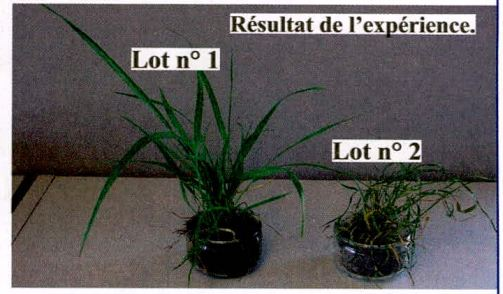 Résultat de l'expérience.
Lot n° 1
Lot n° 2